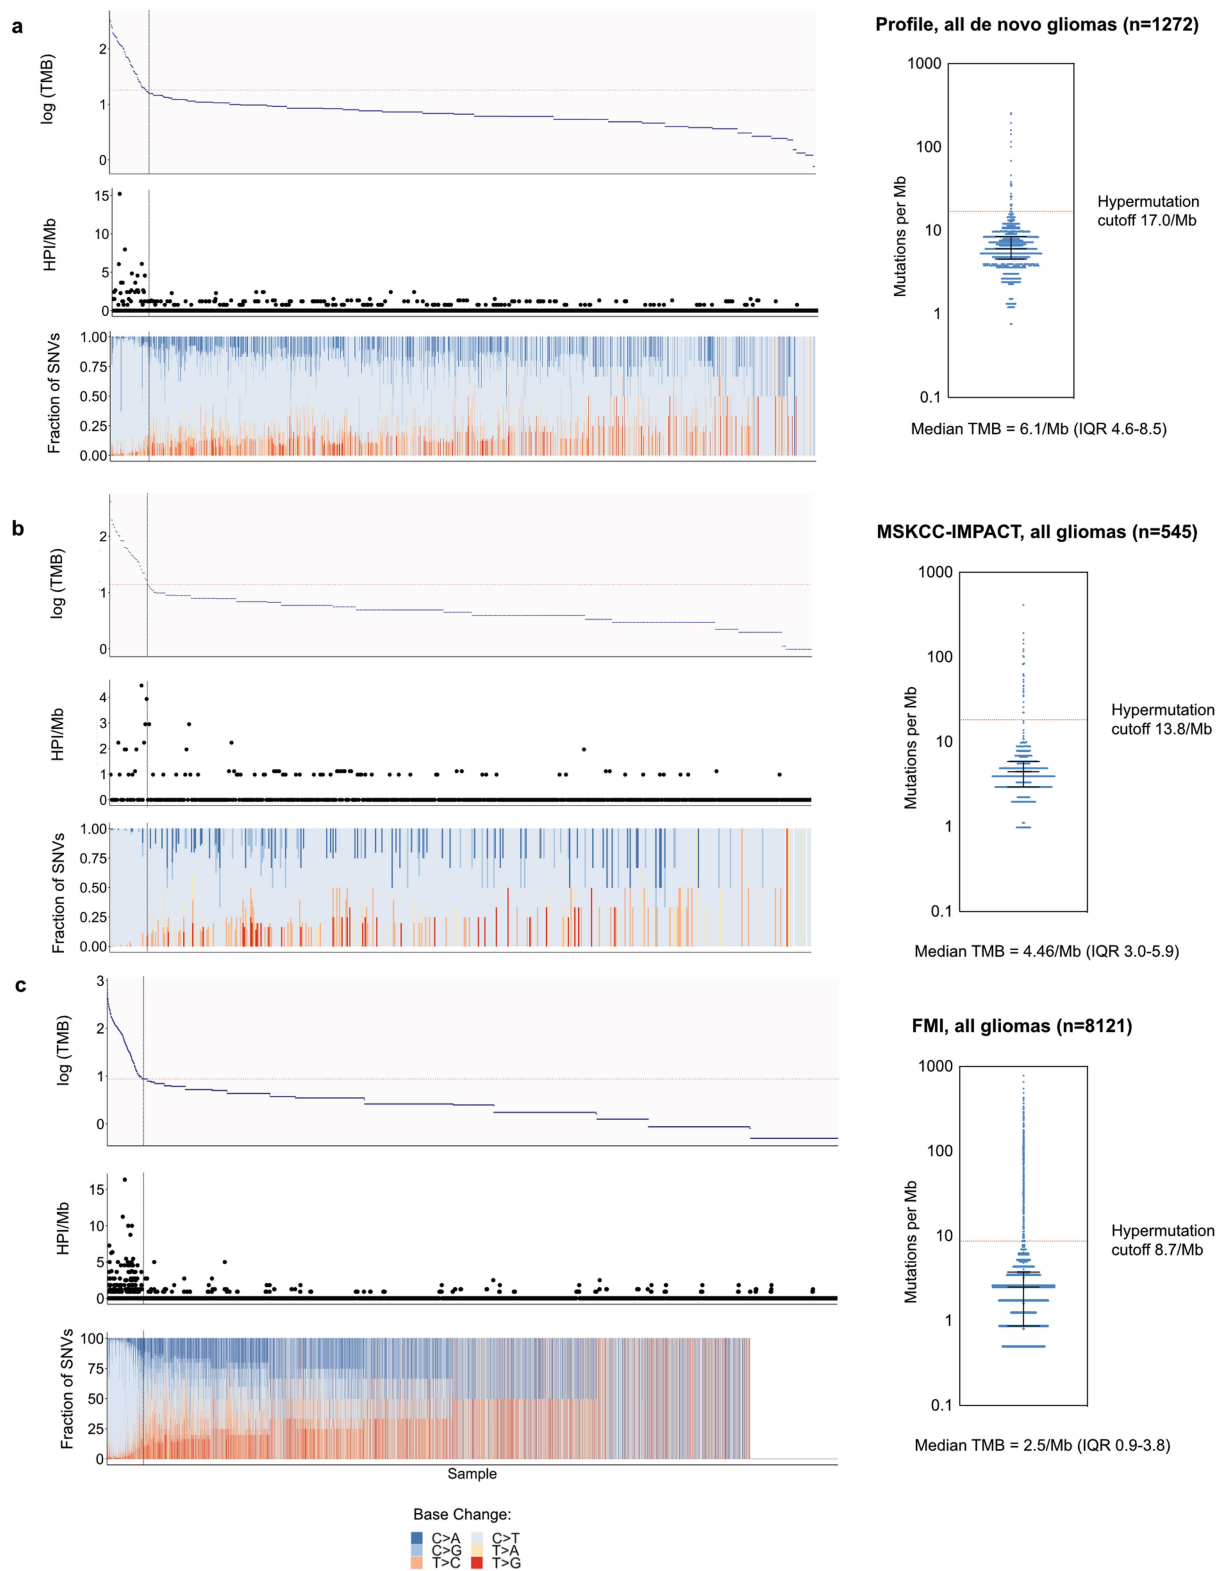 a
Profile, all de novo gliomas (n=1272)
log (TMB)
2
1
0
HPI/Mb
15
10
5
0
Fraction of SNVs
1.00
0.75
0.50
0.25
0.00
Mutations per Mb
1000
100
10
1
0.1
Hypermutation
cutoff 17.0/Mb
Median TMB = 6.1/Mb (IQR 4.6-8.5)
b
MSKCC-IMPACT, all gliomas (n=545)
log (TMB)
2
1
0
HPI/Mb
4
3
2
1
0
Fraction of SNVs
1.00
0.75
0.50
0.25
0.00
Mutations per Mb
1000
100
10
1
0.1
Hypermutation
cutoff 13.8/Mb
Median TMB = 4.46/Mb (IQR 3.0-5.9)
c
FMI, all gliomas (n=8121)
log (TMB)
3
2
1
0
HPI/Mb
15
10
5
0
Fraction of SNVs
100
75
50
25
0
Sample
Mutations per Mb
1000
100
10
1
0.1
Hypermutation
cutoff 8.7/Mb
Median TMB = 2.5/Mb (IQR 0.9-3.8)
Base Change:
C>A C>T
C>G T>A
T>C T>G